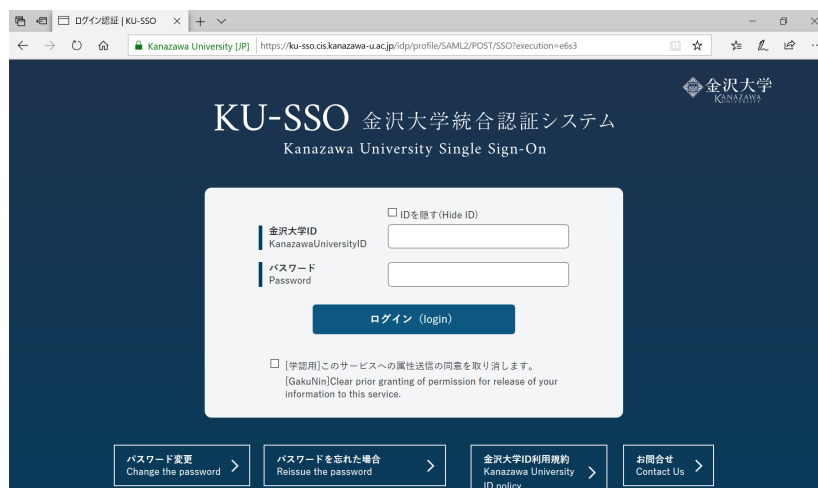 ログイン認証 | KU-SSO
Kanazawa University [JP]
https://ku-sso.cis.kanazawa-u.ac.jp/idp/profile/SAML2/POST/SSO?execution=e6s3
金沢大学
KANAZAWA
UNIVERSITY
KU-SSO 金沢大学統合認証システム
Kanazawa University Single Sign-On
IDを隠す(Hide ID)
金沢大学ID
KanazawaUniversityID
パスワード
Password
ログイン（login）
[学認用]このサービスへの属性送信の同意を取り消します。
[GakuNin]Clear prior granting of permission for release of your
information to this service.
パスワード変更
Change the password
パスワードを忘れた場合
Reissue the password
金沢大学ID利用規約
Kanazawa University
ID policy
お問合せ
Contact Us